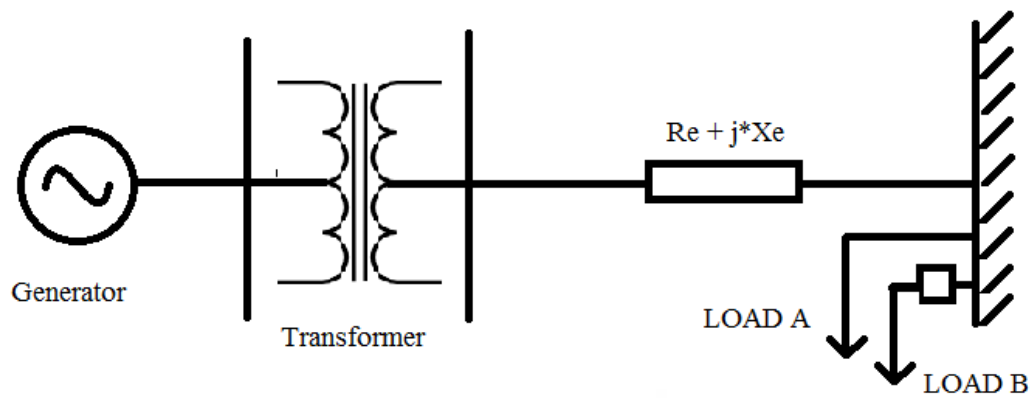 Generator
Transformer
Re + j*Xe
LOAD A
LOAD B